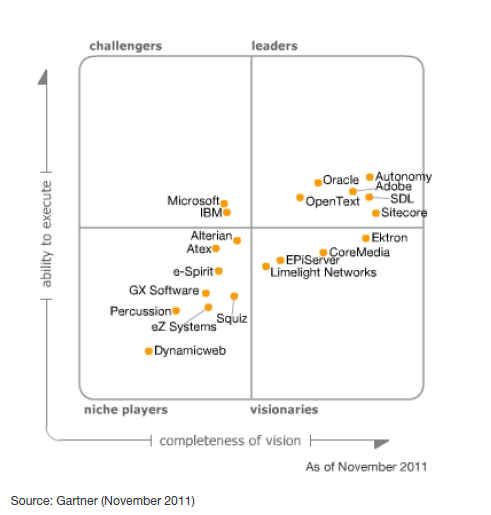 challengers
leaders
Autonomy
Oracle
Adobe
SDL
OpenText
Microsoft
IBM
Sitecore
Alterian
Ektron
Atex
CoreMedia
EPiServer
e-Spirit
Limelight Networks
GX Software
Percussion
Squiz
eZ Systems
Dynamicweb
niche players
visionaries
ability to execute
completeness of vision
As of November 2011
Source: Gartner (November 2011)